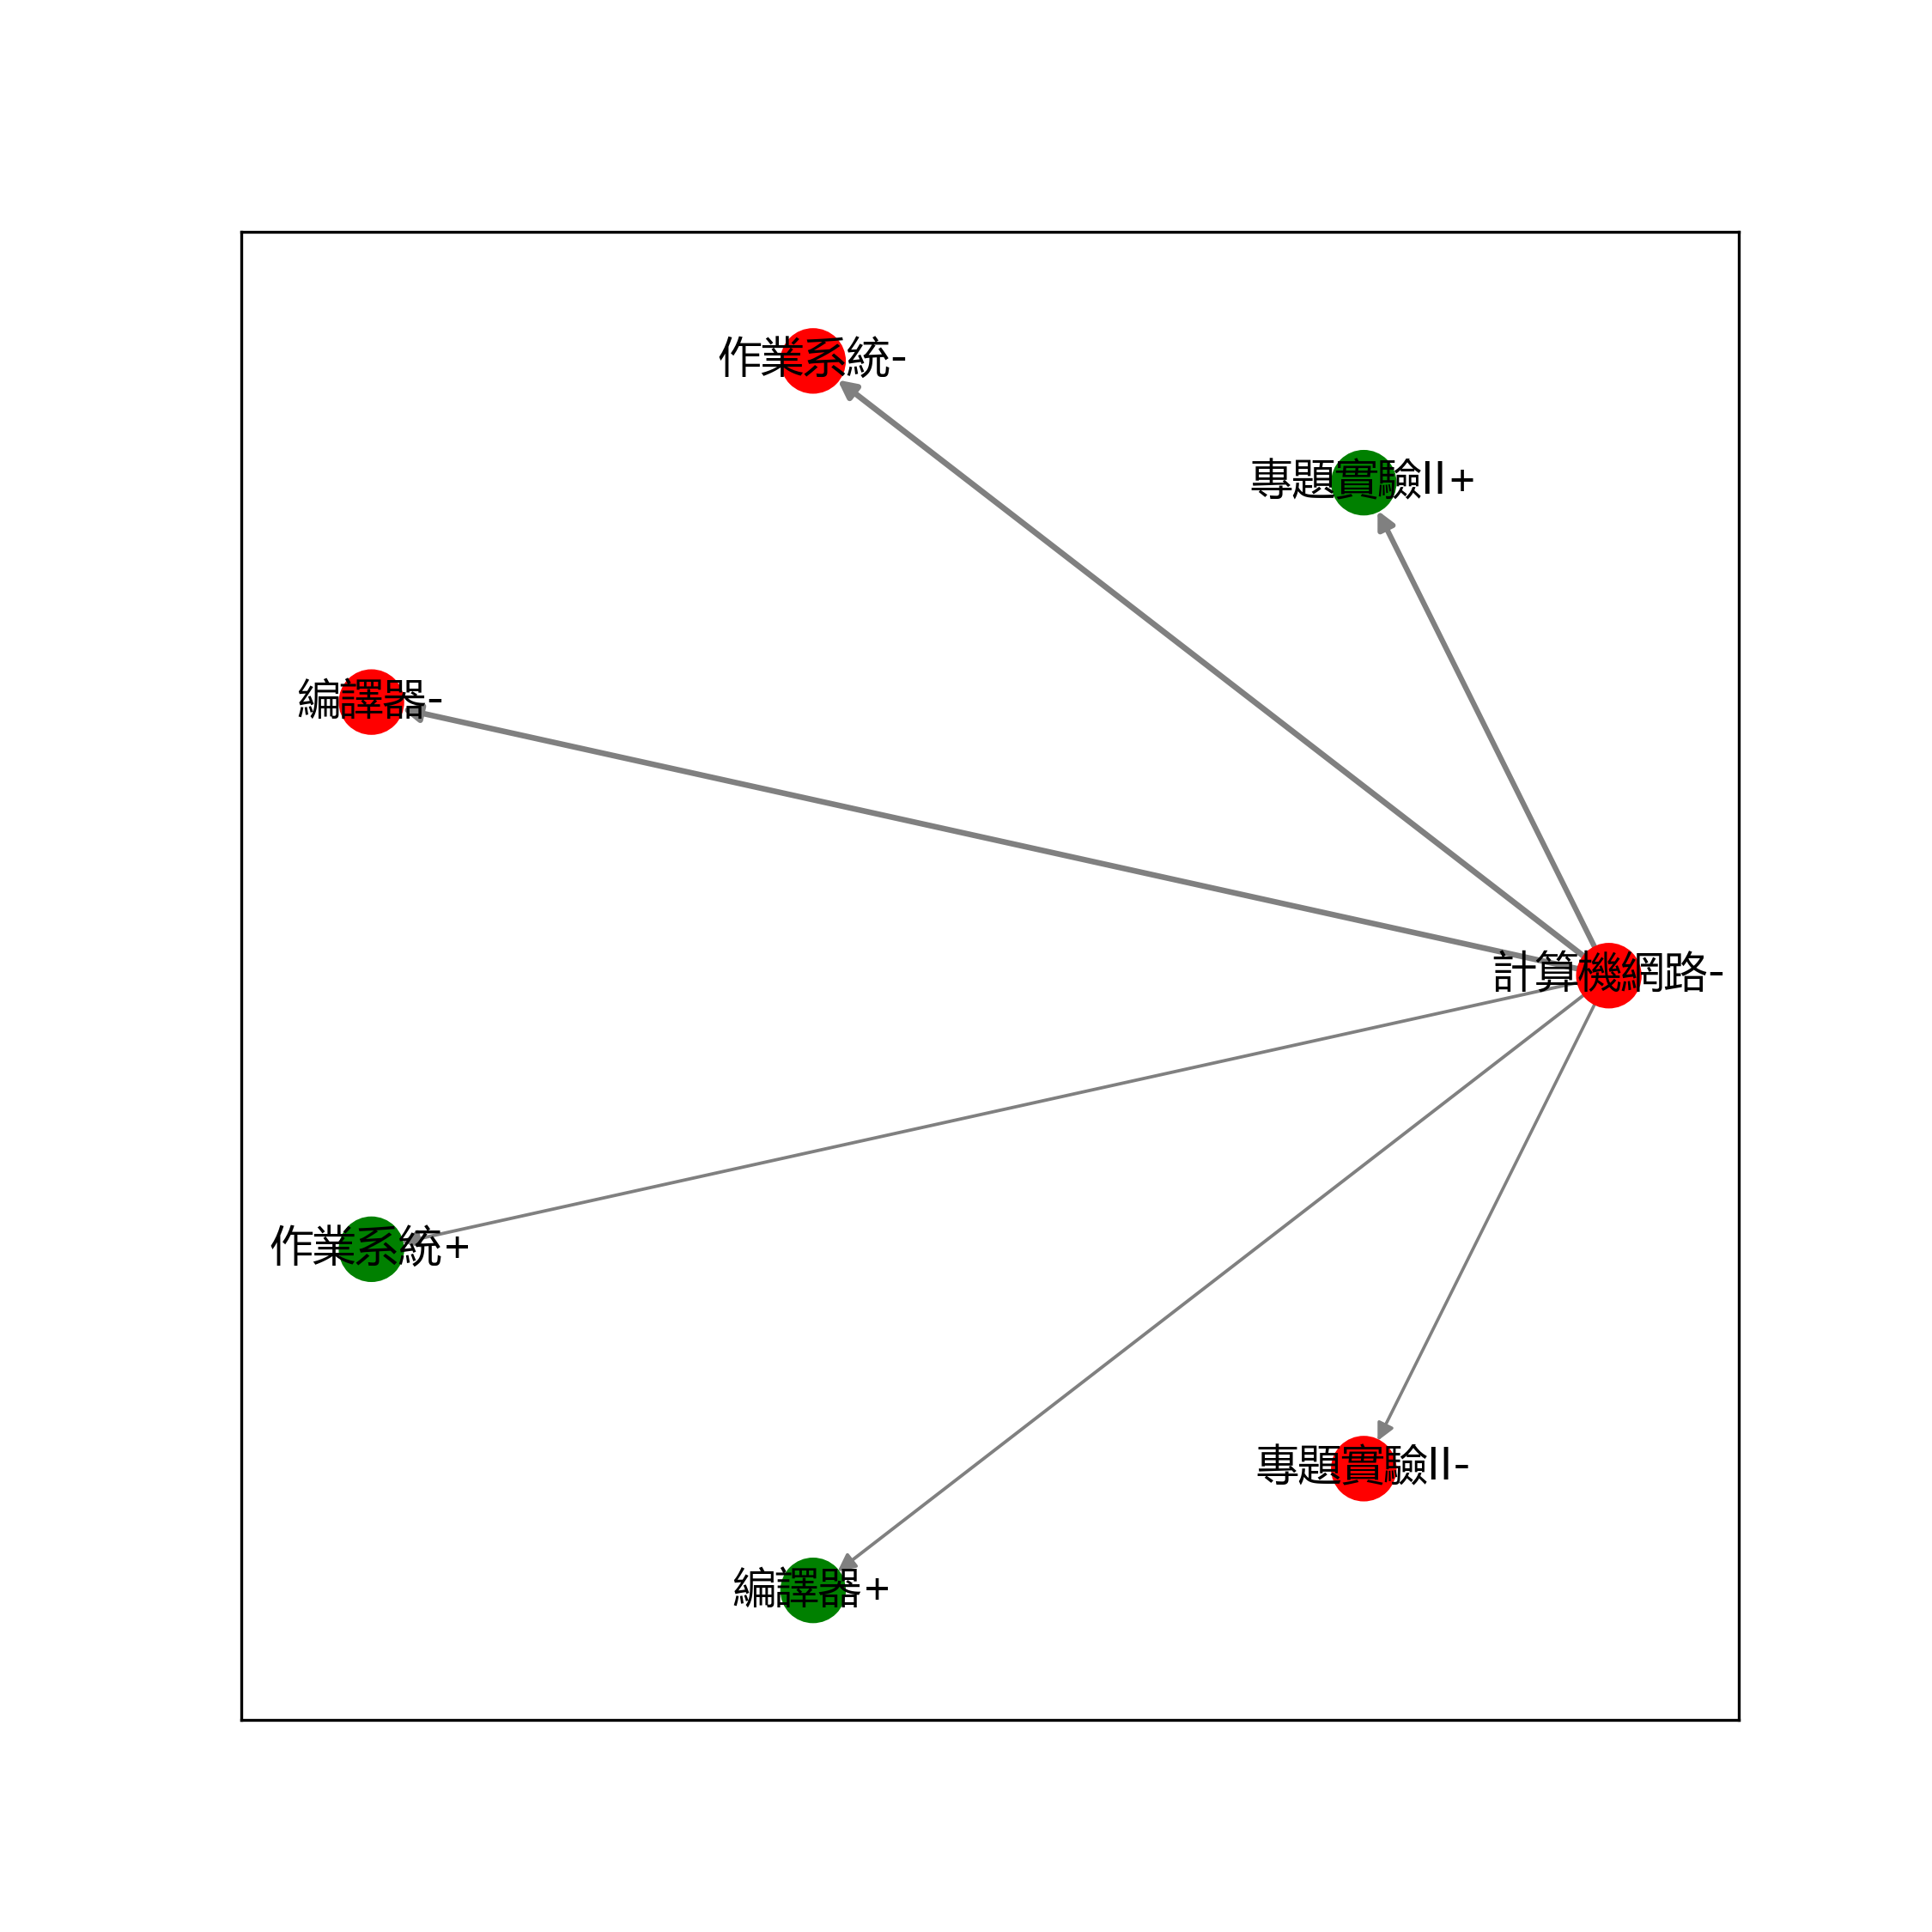 作業系統-
專題實驗II+
編譯器-
計算機網路-
作業系統+
專題實驗II-
編譯器+